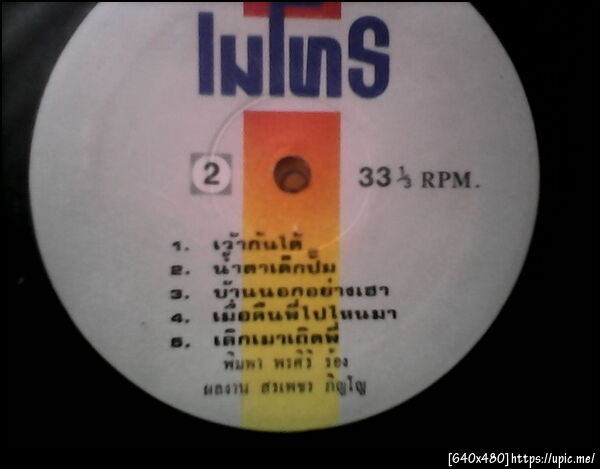 เมโทร
2 33 ⅓ RPM.
1. เว้ากันได้
2. น้ำตาเด็กปั๊ม
3. บ้านนอกอย่างเฮา
4. เมื่อคืนพี่ไปไหนมา
5. เลิกเมาเถิดพี่
พิมพา พรศิริ ร้อง
ผลงาน สรเพชร ภิญโญ
[640x480]https://upic.me/